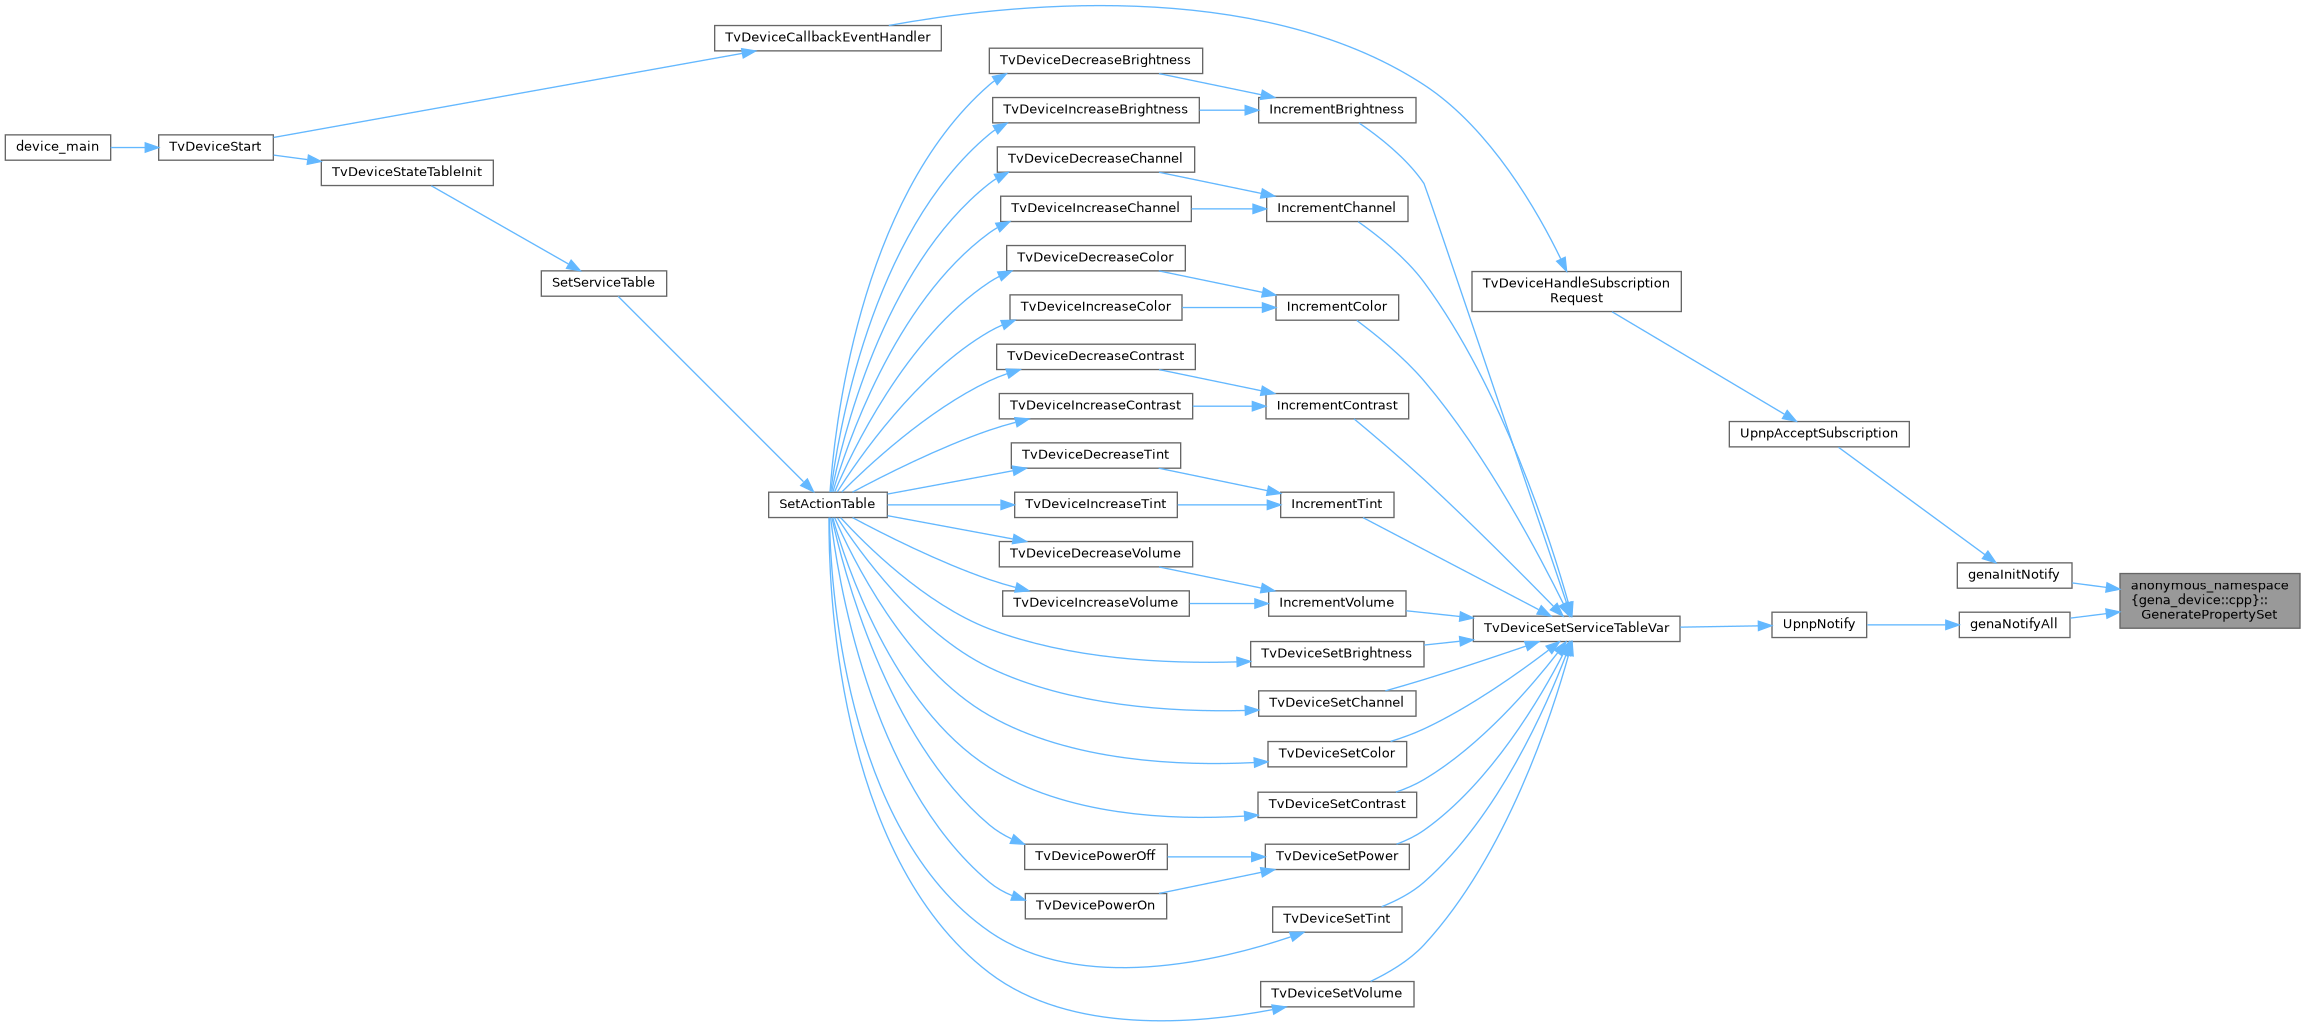 TvDeviceCallbackEventHandler
TvDeviceDecreaseBrightness
TvDeviceIncreaseBrightness
IncrementBrightness
device_main
TvDeviceStart
TvDeviceStateTableInit
TvDeviceDecreaseChannel
TvDeviceIncreaseChannel
IncrementChannel
TvDeviceDecreaseColor
SetServiceTable
TvDeviceHandleSubscription
Request
TvDeviceIncreaseColor
IncrementColor
TvDeviceDecreaseContrast
TvDeviceIncreaseContrast
IncrementContrast
UpnpAcceptSubscription
TvDeviceDecreaseTint
SetActionTable
TvDeviceIncreaseTint
IncrementTint
TvDeviceDecreaseVolume
genaInitNotify
anonymous_namespace
{gena_device::cpp}::
GeneratePropertySet
TvDeviceIncreaseVolume
IncrementVolume
TvDeviceSetServiceTableVar
UpnpNotify
genaNotifyAll
TvDeviceSetBrightness
TvDeviceSetChannel
TvDeviceSetColor
TvDeviceSetContrast
TvDevicePowerOff
TvDeviceSetPower
TvDevicePowerOn
TvDeviceSetTint
TvDeviceSetVolume